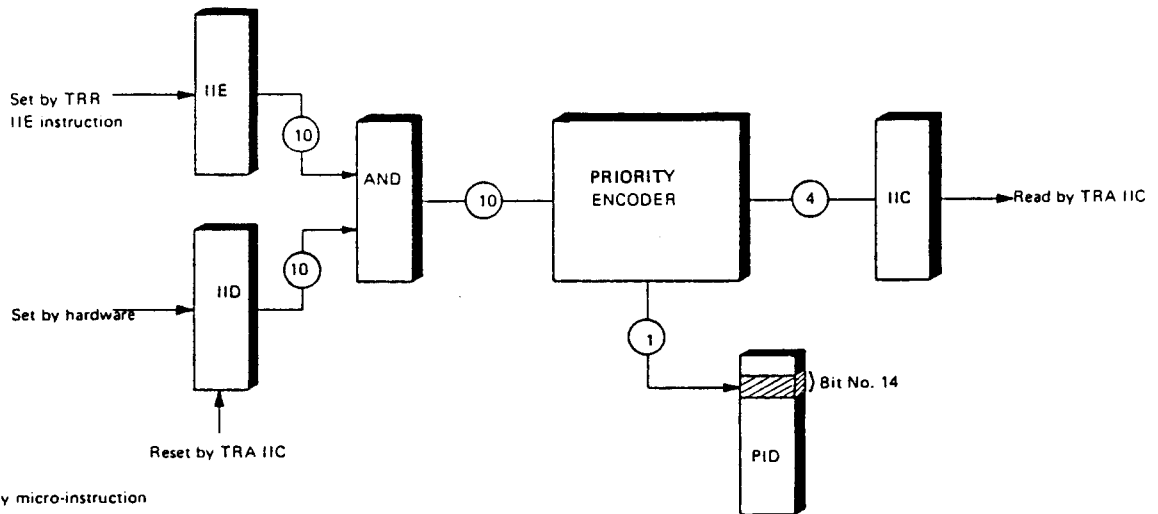 IIE
Set by TRR
IIE instruction
10
AND
PRIORITY
ENCODER
10
4
IIC
Read by TRA IIC
IID
10
Set by hardware
1
Bit No. 14
Reset by TRA IIC
PID
y micro-instruction